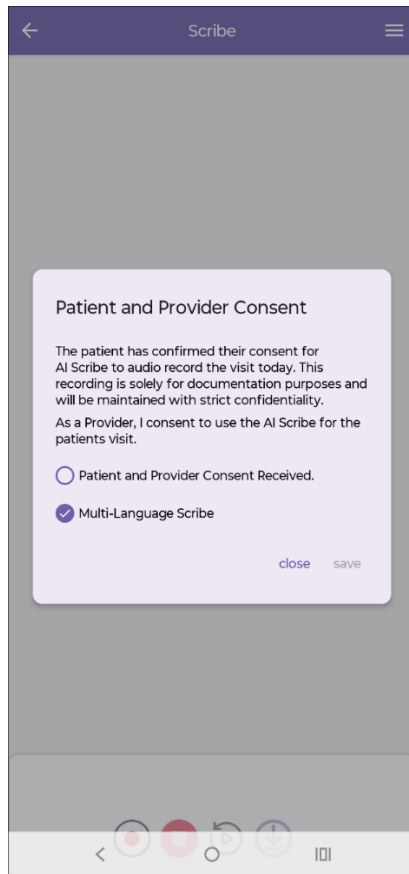 Scribe
Patient and Provider Consent
The patient has confirmed their consent for
AI Scribe to audio record the visit today. This
recording is solely for documentation purposes and
will be maintained with strict confidentiality.
As a Provider, I consent to use the AI Scribe for the
patients visit.
Patient and Provider Consent Received.
Multi-Language Scribe
close save